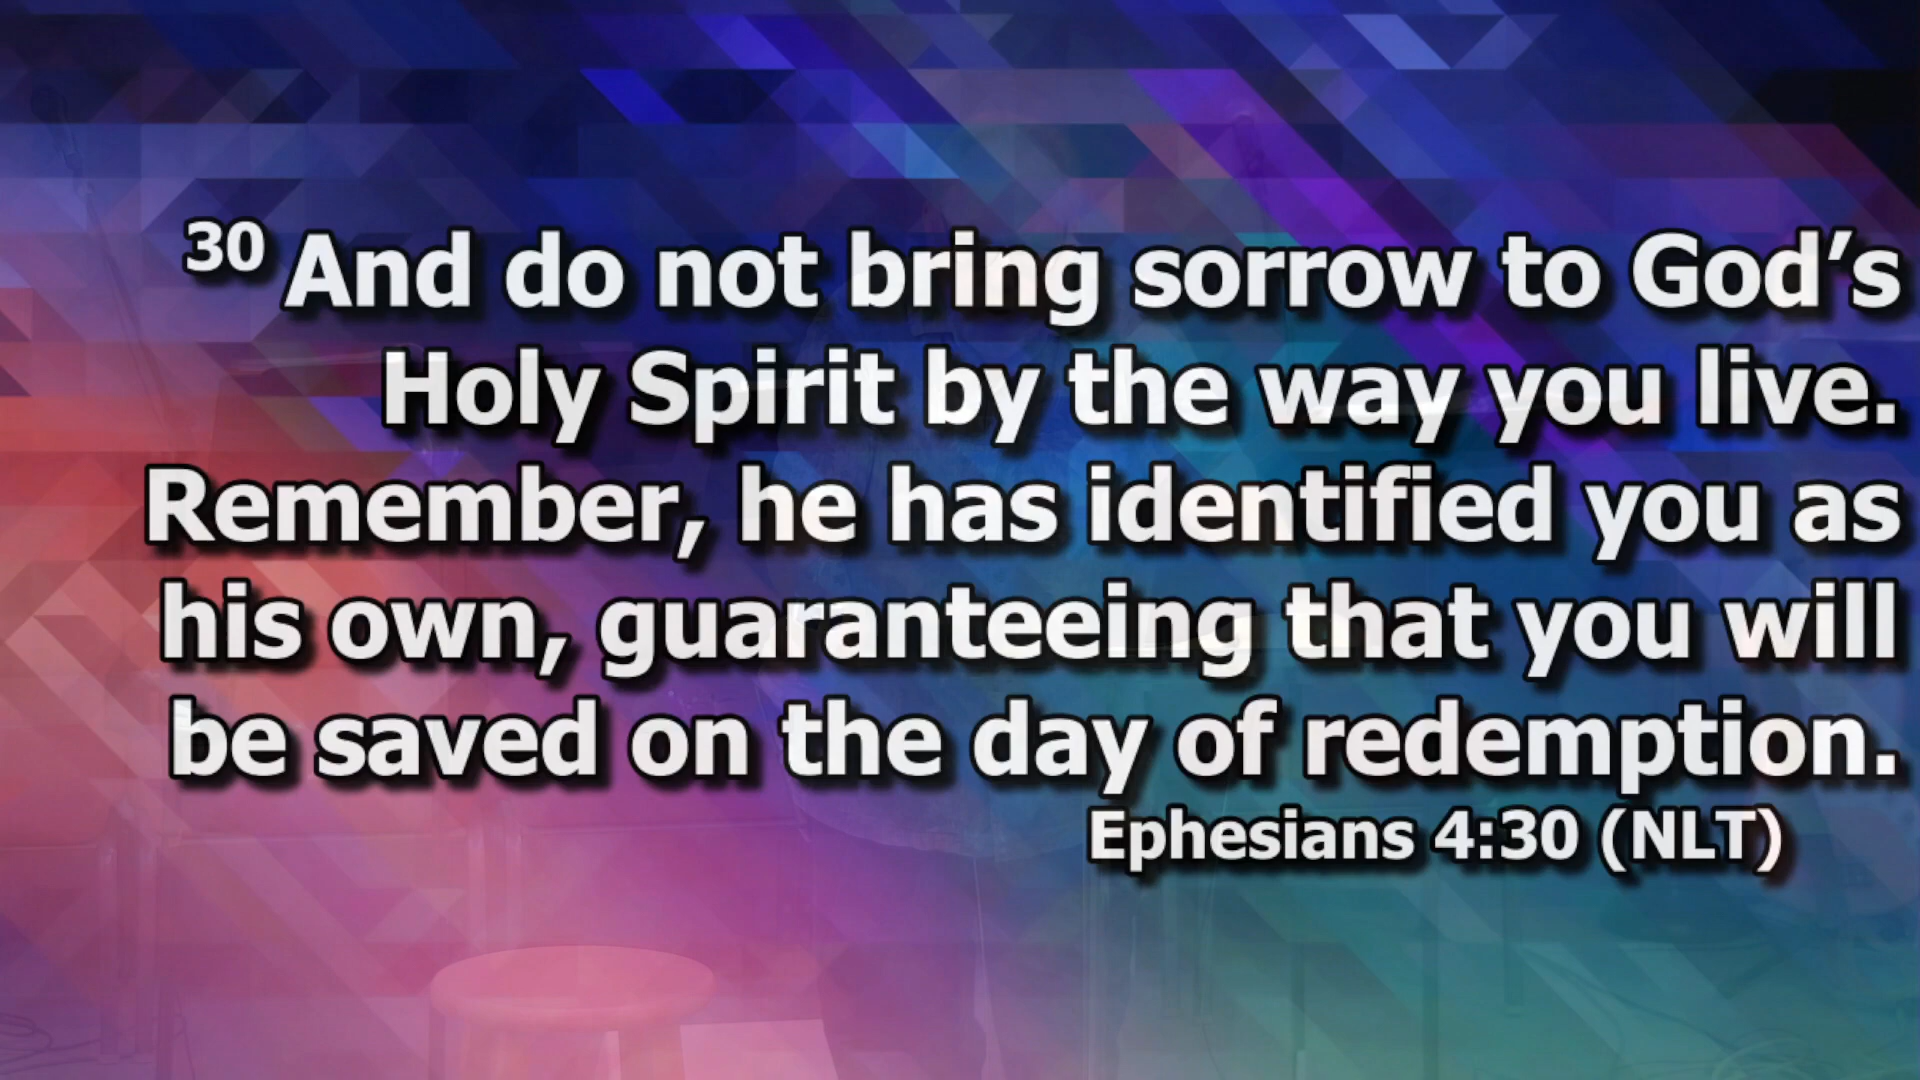 30 And do not bring sorrow to God’s
Holy Spirit by the way you live.
Remember, he has identified you as
his own, guaranteeing that you will
be saved on the day of redemption.
Ephesians 4:30 (NLT)